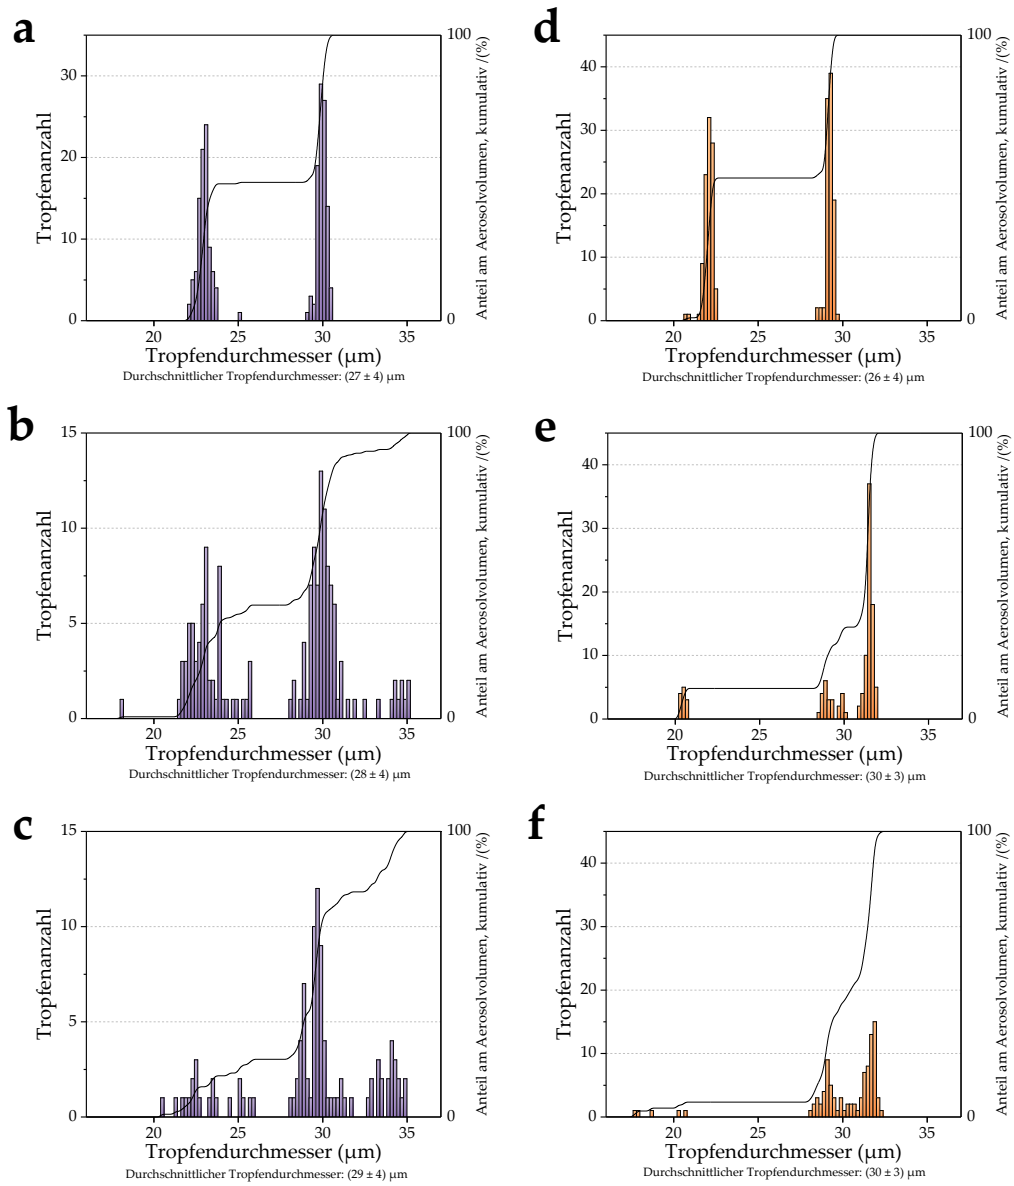 a
Tropfenanzahl
30
20
10
0
100
0
Anteil am Aerosolvolumen, kumulativ /(%)
20 25 30 35
Tropfendurchmesser (µm)
Durchschnittlicher Tropfendurchmesser: (27 ± 4) µm
d
Tropfenanzahl
40
30
20
10
0
100
0
Anteil am Aerosolvolumen, kumulativ /(%)
20 25 30 35
Tropfendurchmesser (µm)
Durchschnittlicher Tropfendurchmesser: (26 ± 4) µm
b
Tropfenanzahl
15
10
5
0
100
0
Anteil am Aerosolvolumen, kumulativ /(%)
20 25 30 35
Tropfendurchmesser (µm)
Durchschnittlicher Tropfendurchmesser: (28 ± 4) µm
e
Tropfenanzahl
40
30
20
10
0
100
0
Anteil am Aerosolvolumen, kumulativ /(%)
20 25 30 35
Tropfendurchmesser (µm)
Durchschnittlicher Tropfendurchmesser: (30 ± 3) µm
c
Tropfenanzahl
15
10
5
0
100
0
Anteil am Aerosolvolumen, kumulativ /(%)
20 25 30 35
Tropfendurchmesser (µm)
Durchschnittlicher Tropfendurchmesser: (29 ± 4) µm
f
Tropfenanzahl
40
30
20
10
0
100
0
Anteil am Aerosolvolumen, kumulativ /(%)
20 25 30 35
Tropfendurchmesser (µm)
Durchschnittlicher Tropfendurchmesser: (30 ± 3) µm